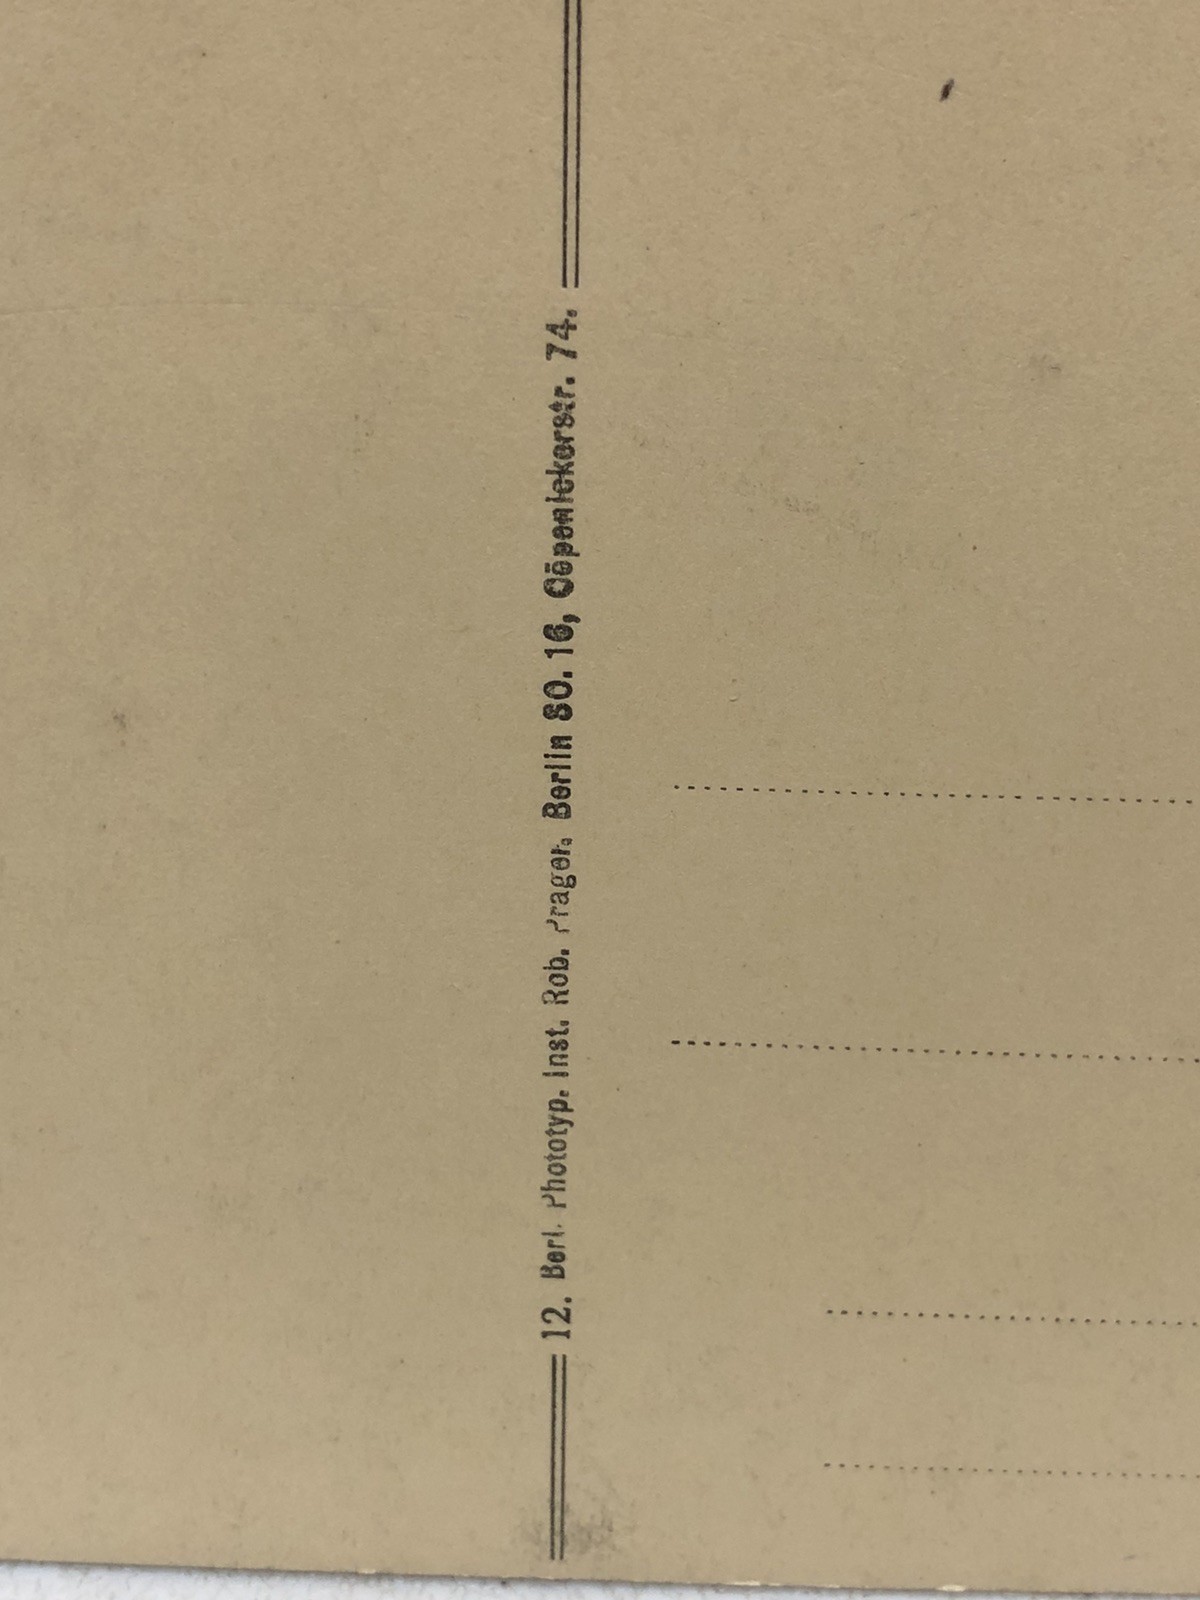 12. Berl. Phototyp. Inst. Rob. Prager, Berlin SO. 16, Cöpenickerstr. 74.